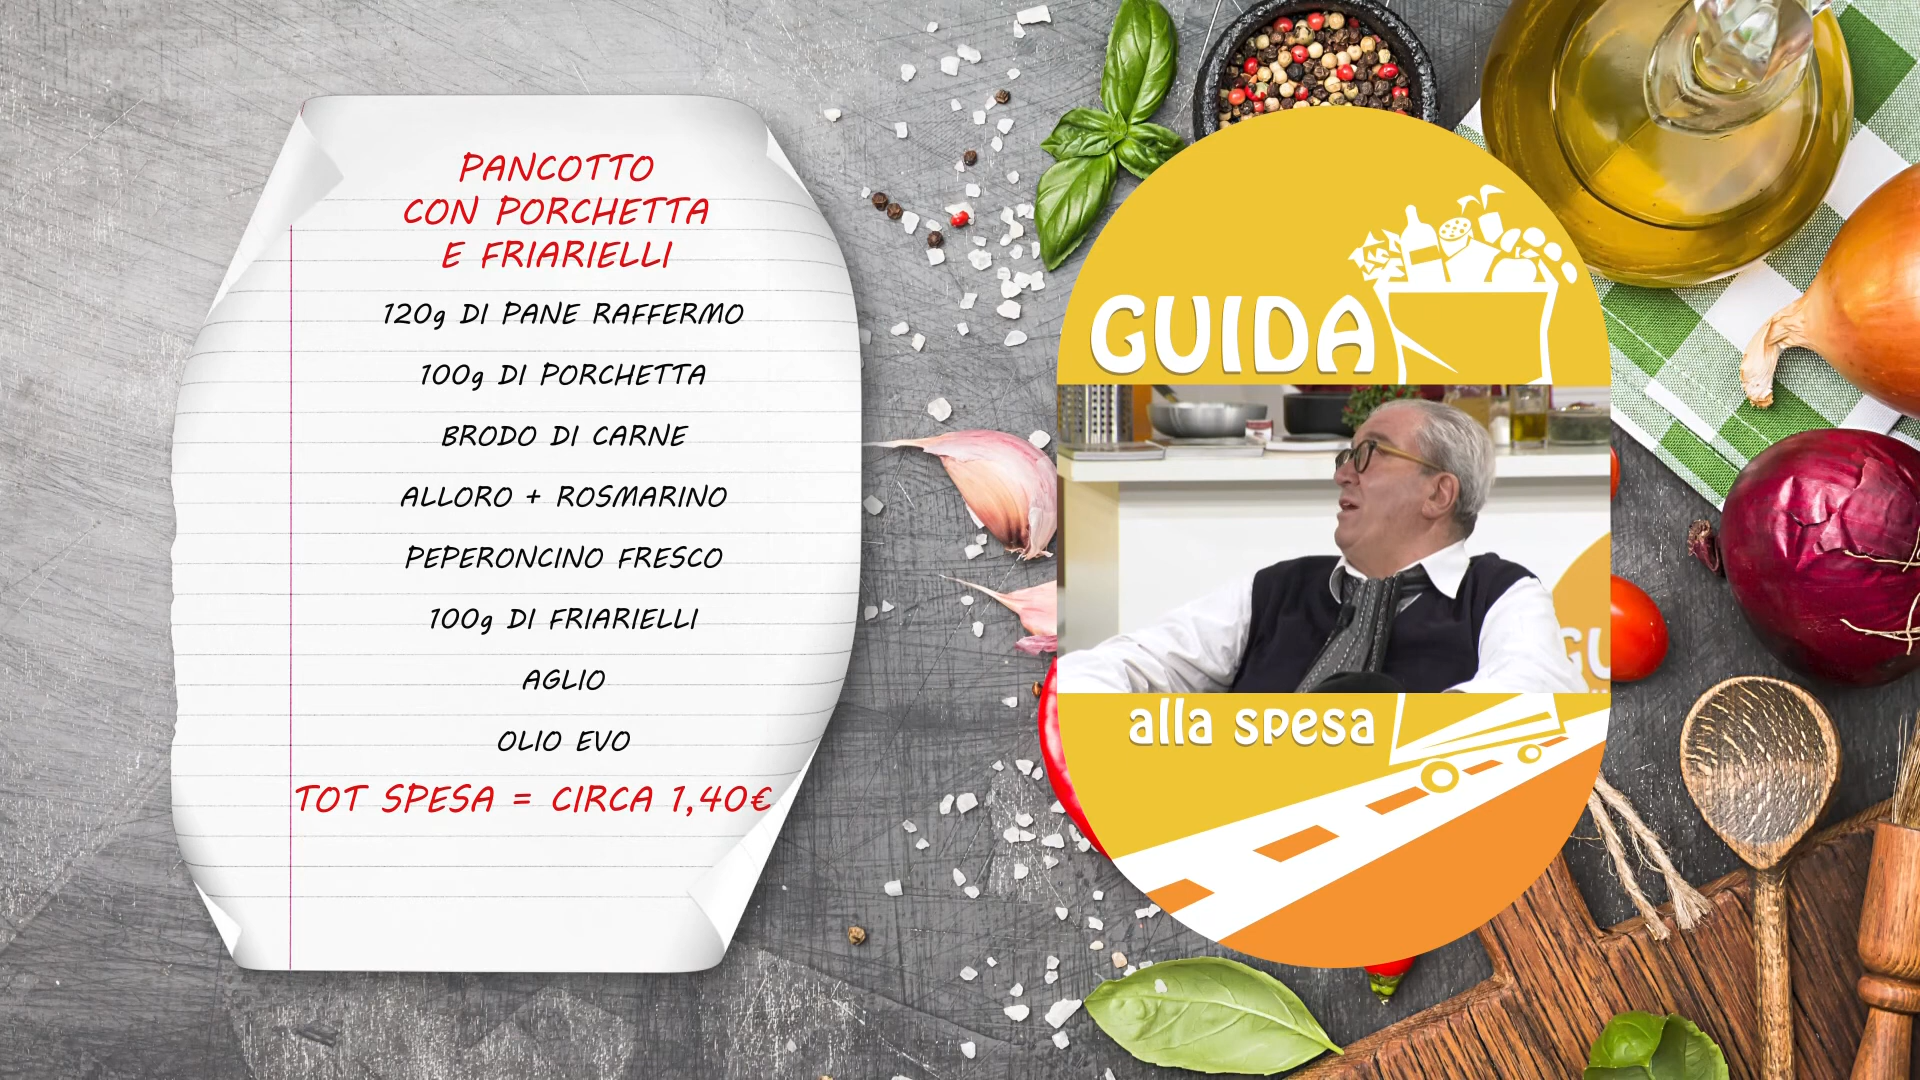 PANCOTTO
CON PORCHETTA
E FRIARIELLI
120g DI PANE RAFFERMO
100g DI PORCHETTA
BRODO DI CARNE
ALLORO + ROSMARINO
PEPERONCINO FRESCO
100g DI FRIARIELLI
AGLIO
OLIO EVO
TOT SPESA = CIRCA 1,40€
GUIDA
GU
alla spesa